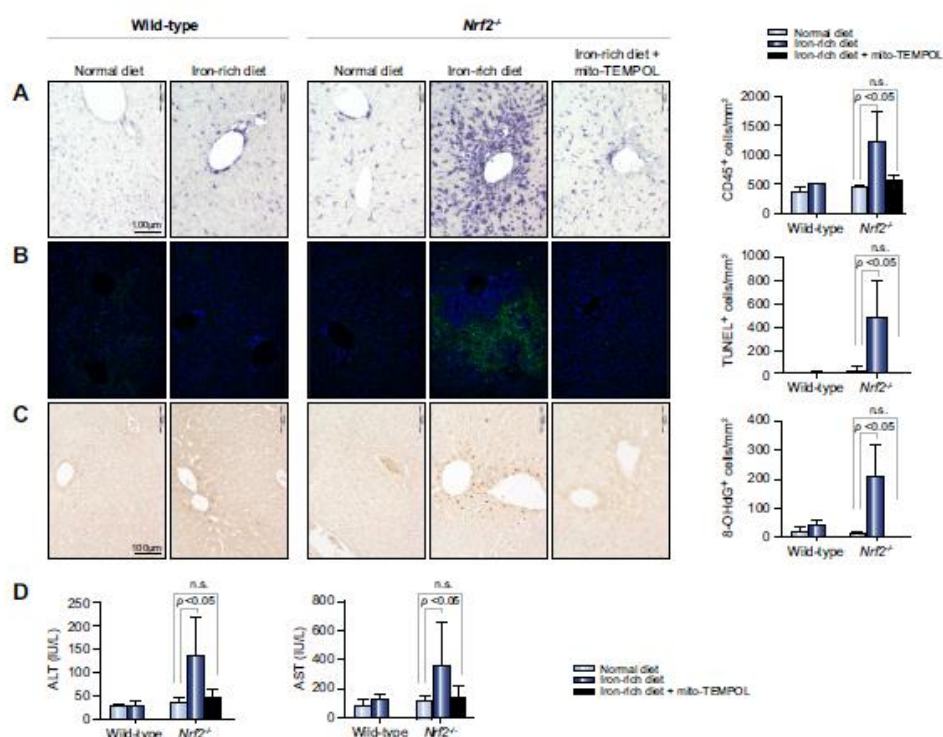 Wild-type
Nrf2-/-
Normal diet
Iron-rich diet
Normal diet
Iron-rich diet
Iron-rich diet +
mito-TEMPOL
Normal diet
Iron-rich diet
Iron-rich diet + mito-TEMPOL
A
100μm
CD45+ cells/mm²
2000
1500
1000
500
0
n.s.
p <0.05
Wild-type
Nrf2-/-
B
TUNEL+ cells/mm²
1000
800
600
400
200
0
n.s.
p <0.05
Wild-type
Nrf2-/-
C
100μm
8-OHdG+ cells/mm²
400
300
200
100
0
n.s.
p <0.05
Wild-type
Nrf2-/-
D
ALT (IU/L)
250
200
150
100
50
0
n.s.
p <0.05
Wild-type
Nrf2-/-
AST (IU/L)
800
600
400
200
0
n.s.
p <0.05
Wild-type
Nrf2-/-
Normal diet
Iron-rich diet
Iron-rich diet + mito-TEMPOL